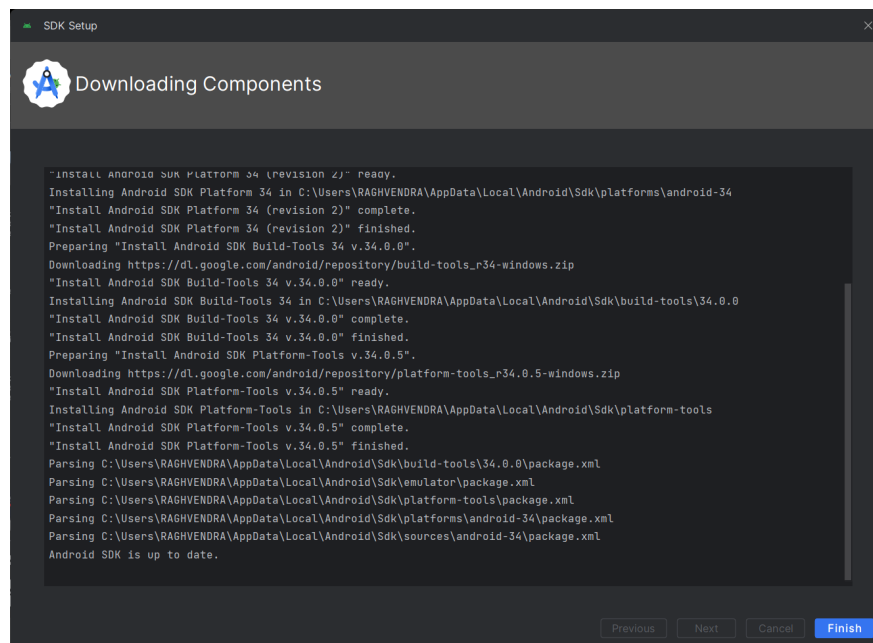 SDK Setup
Downloading Components
"Install Android SDK Platform 34 (revision 2)" ready.
Installing Android SDK Platform 34 in C:\Users\RAGHVENDRA\AppData\Local\Android\Sdk\platforms\android-34
"Install Android SDK Platform 34 (revision 2)" complete.
"Install Android SDK Platform 34 (revision 2)" finished.
Preparing "Install Android SDK Build-Tools 34 v.34.0.0".
Downloading https://dl.google.com/android/repository/build-tools_r34-windows.zip
"Install Android SDK Build-Tools 34 v.34.0.0" ready.
Installing Android SDK Build-Tools 34 in C:\Users\RAGHVENDRA\AppData\Local\Android\Sdk\build-tools\34.0.0
"Install Android SDK Build-Tools 34 v.34.0.0" complete.
"Install Android SDK Build-Tools 34 v.34.0.0" finished.
Preparing "Install Android SDK Platform-Tools v.34.0.5".
Downloading https://dl.google.com/android/repository/platform-tools_r34.0.5-windows.zip
"Install Android SDK Platform-Tools v.34.0.5" ready.
Installing Android SDK Platform-Tools in C:\Users\RAGHVENDRA\AppData\Local\Android\Sdk\platform-tools
"Install Android SDK Platform-Tools v.34.0.5" complete.
"Install Android SDK Platform-Tools v.34.0.5" finished.
Parsing C:\Users\RAGHVENDRA\AppData\Local\Android\Sdk\build-tools\34.0.0\package.xml
Parsing C:\Users\RAGHVENDRA\AppData\Local\Android\Sdk\emulator\package.xml
Parsing C:\Users\RAGHVENDRA\AppData\Local\Android\Sdk\platform-tools\package.xml
Parsing C:\Users\RAGHVENDRA\AppData\Local\Android\Sdk\platforms\android-34\package.xml
Parsing C:\Users\RAGHVENDRA\AppData\Local\Android\Sdk\sources\android-34\package.xml
Android SDK is up to date.
Previous Next Cancel Finish